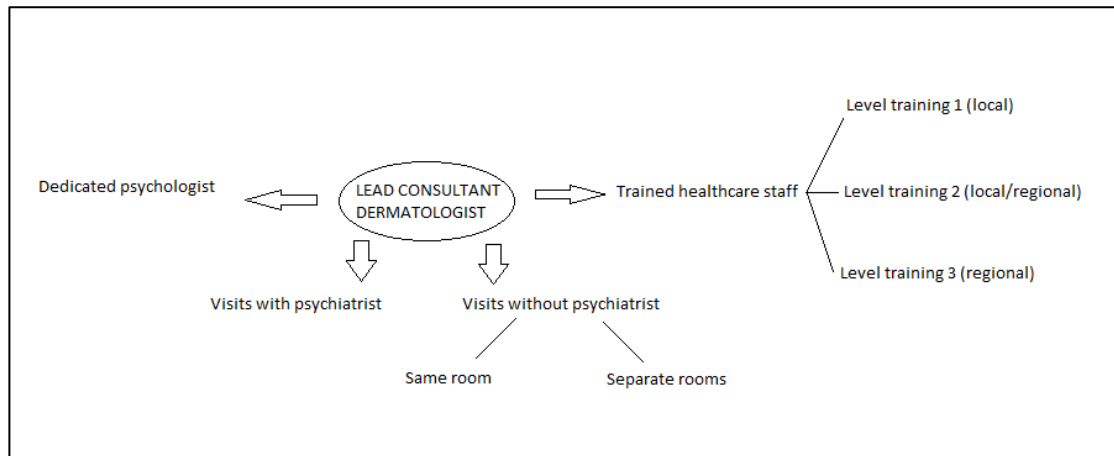 Level training 1 (local)
Dedicated psychologist
LEAD CONSULTANT
DERMATOLOGIST
Trained healthcare staff
Level training 2 (local/regional)
Level training 3 (regional)
Visits with psychiatrist
Visits without psychiatrist
Same room
Separate rooms